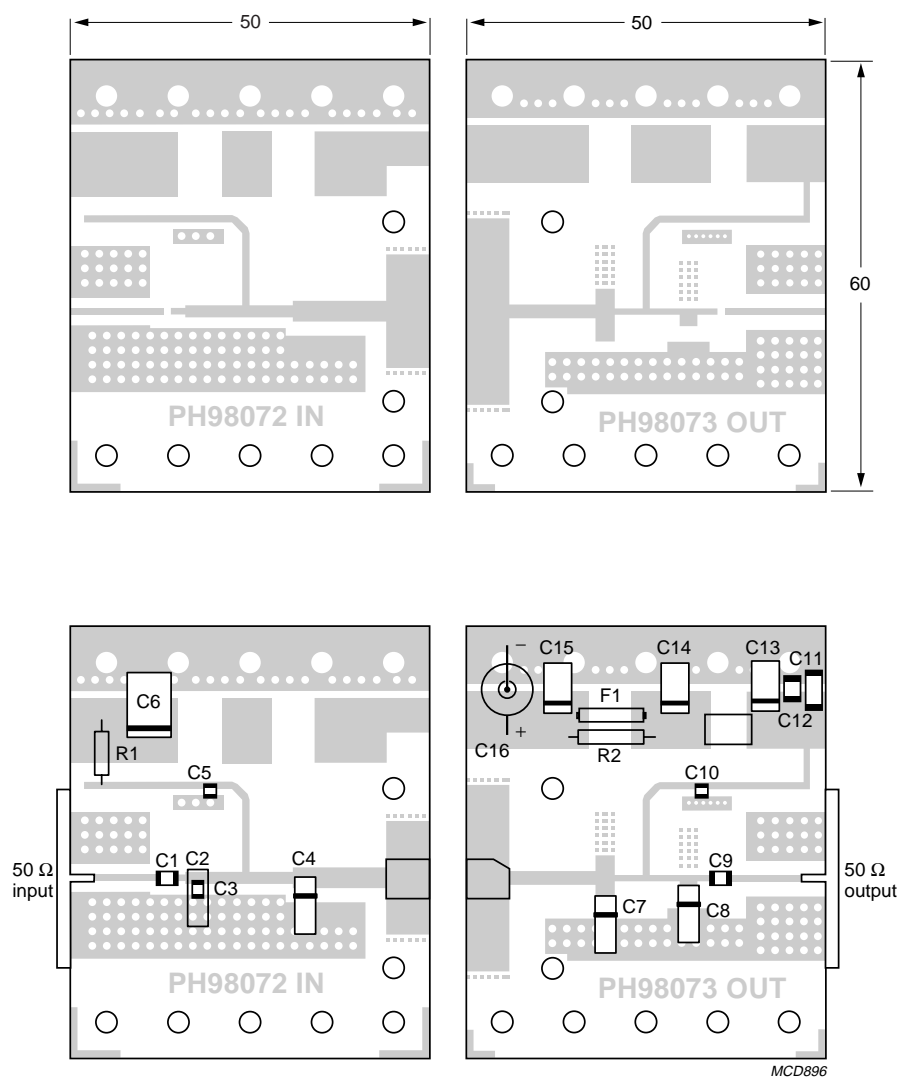 50
50
60
PH98072 IN
PH98073 OUT
C15
C14
C13
C11
C6
F1
C12
R1
C16
R2
C5
C10
50 Ω
input
C1
C2
C3
C4
C9
C7
C8
50 Ω
output
PH98072 IN
PH98073 OUT
MCD896